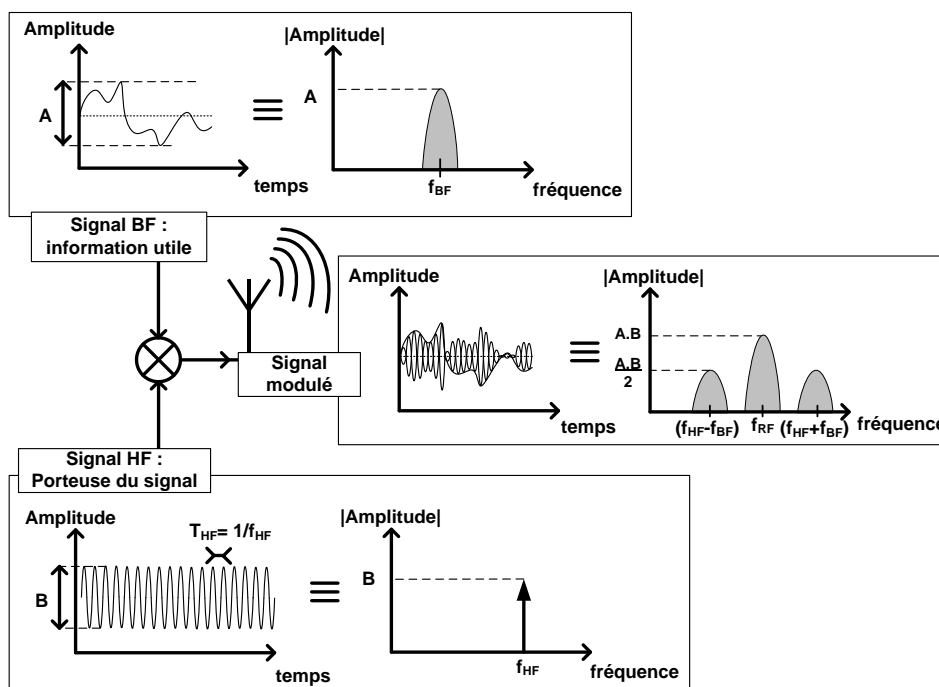 Amplitude
A
temps
|Amplitude|
A
f_BF
fréquence
Signal BF :
information utile
Signal
modulé
Amplitude
temps
|Amplitude|
A.B
A.B
2
(f_HF-f_BF)
f_RF
(f_HF+f_BF)
fréquence
Signal HF :
Porteuse du signal
Amplitude
T_HF= 1/f_HF
B
temps
|Amplitude|
B
f_HF
fréquence